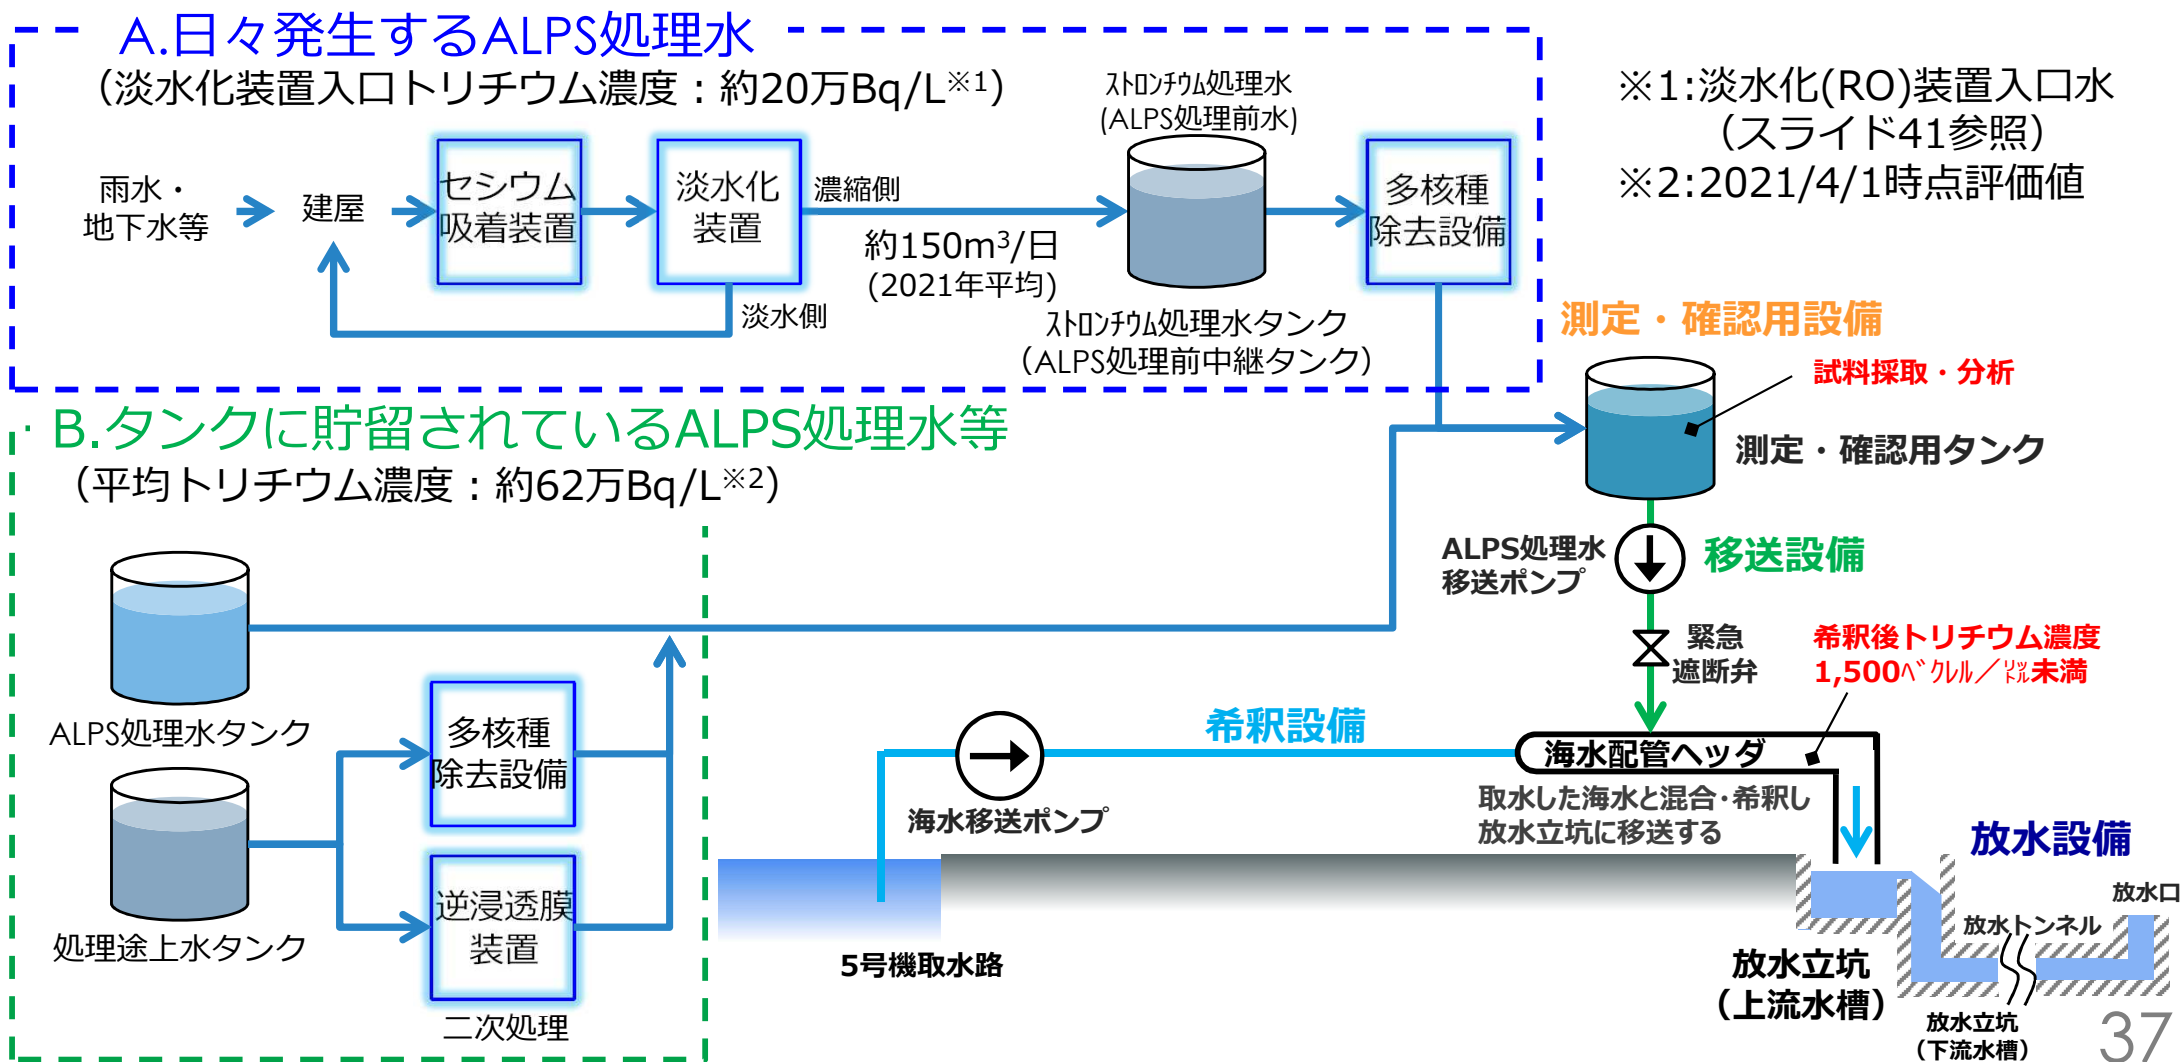 A.日々発生するALPS処理水
（淡水化装置入口トリチウム濃度：約20万Bq/L※1）
雨水・
地下水等
建屋
セシウム
吸着装置
淡水化
装置
濃縮側
約150m3/日
(2021年平均)
淡水側
ｽﾄﾛﾝﾁｳﾑ処理水
(ALPS処理前水)
ｽﾄﾛﾝﾁｳﾑ処理水タンク
（ALPS処理前中継タンク）
多核種
除去設備
※1:淡水化(RO)装置入口水
（スライド41参照）
※2:2021/4/1時点評価値
測定・確認用設備
試料採取・分析
測定・確認用タンク
B.タンクに貯留されているALPS処理水等
（平均トリチウム濃度：約62万Bq/L※2）
ALPS処理水タンク
処理途上水タンク
多核種
除去設備
逆浸透膜
装置
二次処理
ALPS処理水
移送ポンプ
移送設備
緊急
遮断弁
希釈後トリチウム濃度
1,500ﾍﾞｸﾚﾙ／ﾘｯﾄﾙ未満
希釈設備
海水移送ポンプ
海水配管ヘッダ
取水した海水と混合･希釈し
放水立坑に移送する
5号機取水路
放水設備
放水口
放水トンネル
放水立坑
（上流水槽）
放水立坑
（下流水槽）
37